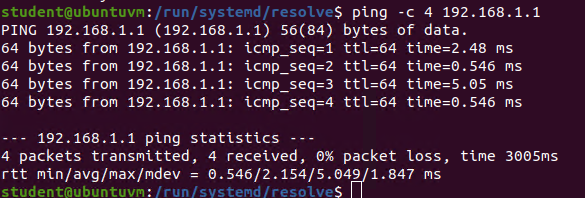 student@ubuntuvm:/run/systemd/resolve$ ping -c 4 192.168.1.1
PING 192.168.1.1 (192.168.1.1) 56(84) bytes of data.
64 bytes from 192.168.1.1: icmp_seq=1 ttl=64 time=2.48 ms
64 bytes from 192.168.1.1: icmp_seq=2 ttl=64 time=0.546 ms
64 bytes from 192.168.1.1: icmp_seq=3 ttl=64 time=5.05 ms
64 bytes from 192.168.1.1: icmp_seq=4 ttl=64 time=0.546 ms

--- 192.168.1.1 ping statistics ---
4 packets transmitted, 4 received, 0% packet loss, time 3005ms
rtt min/avg/max/mdev = 0.546/2.154/5.049/1.847 ms
student@ubuntuvm:/run/systemd/resolve$